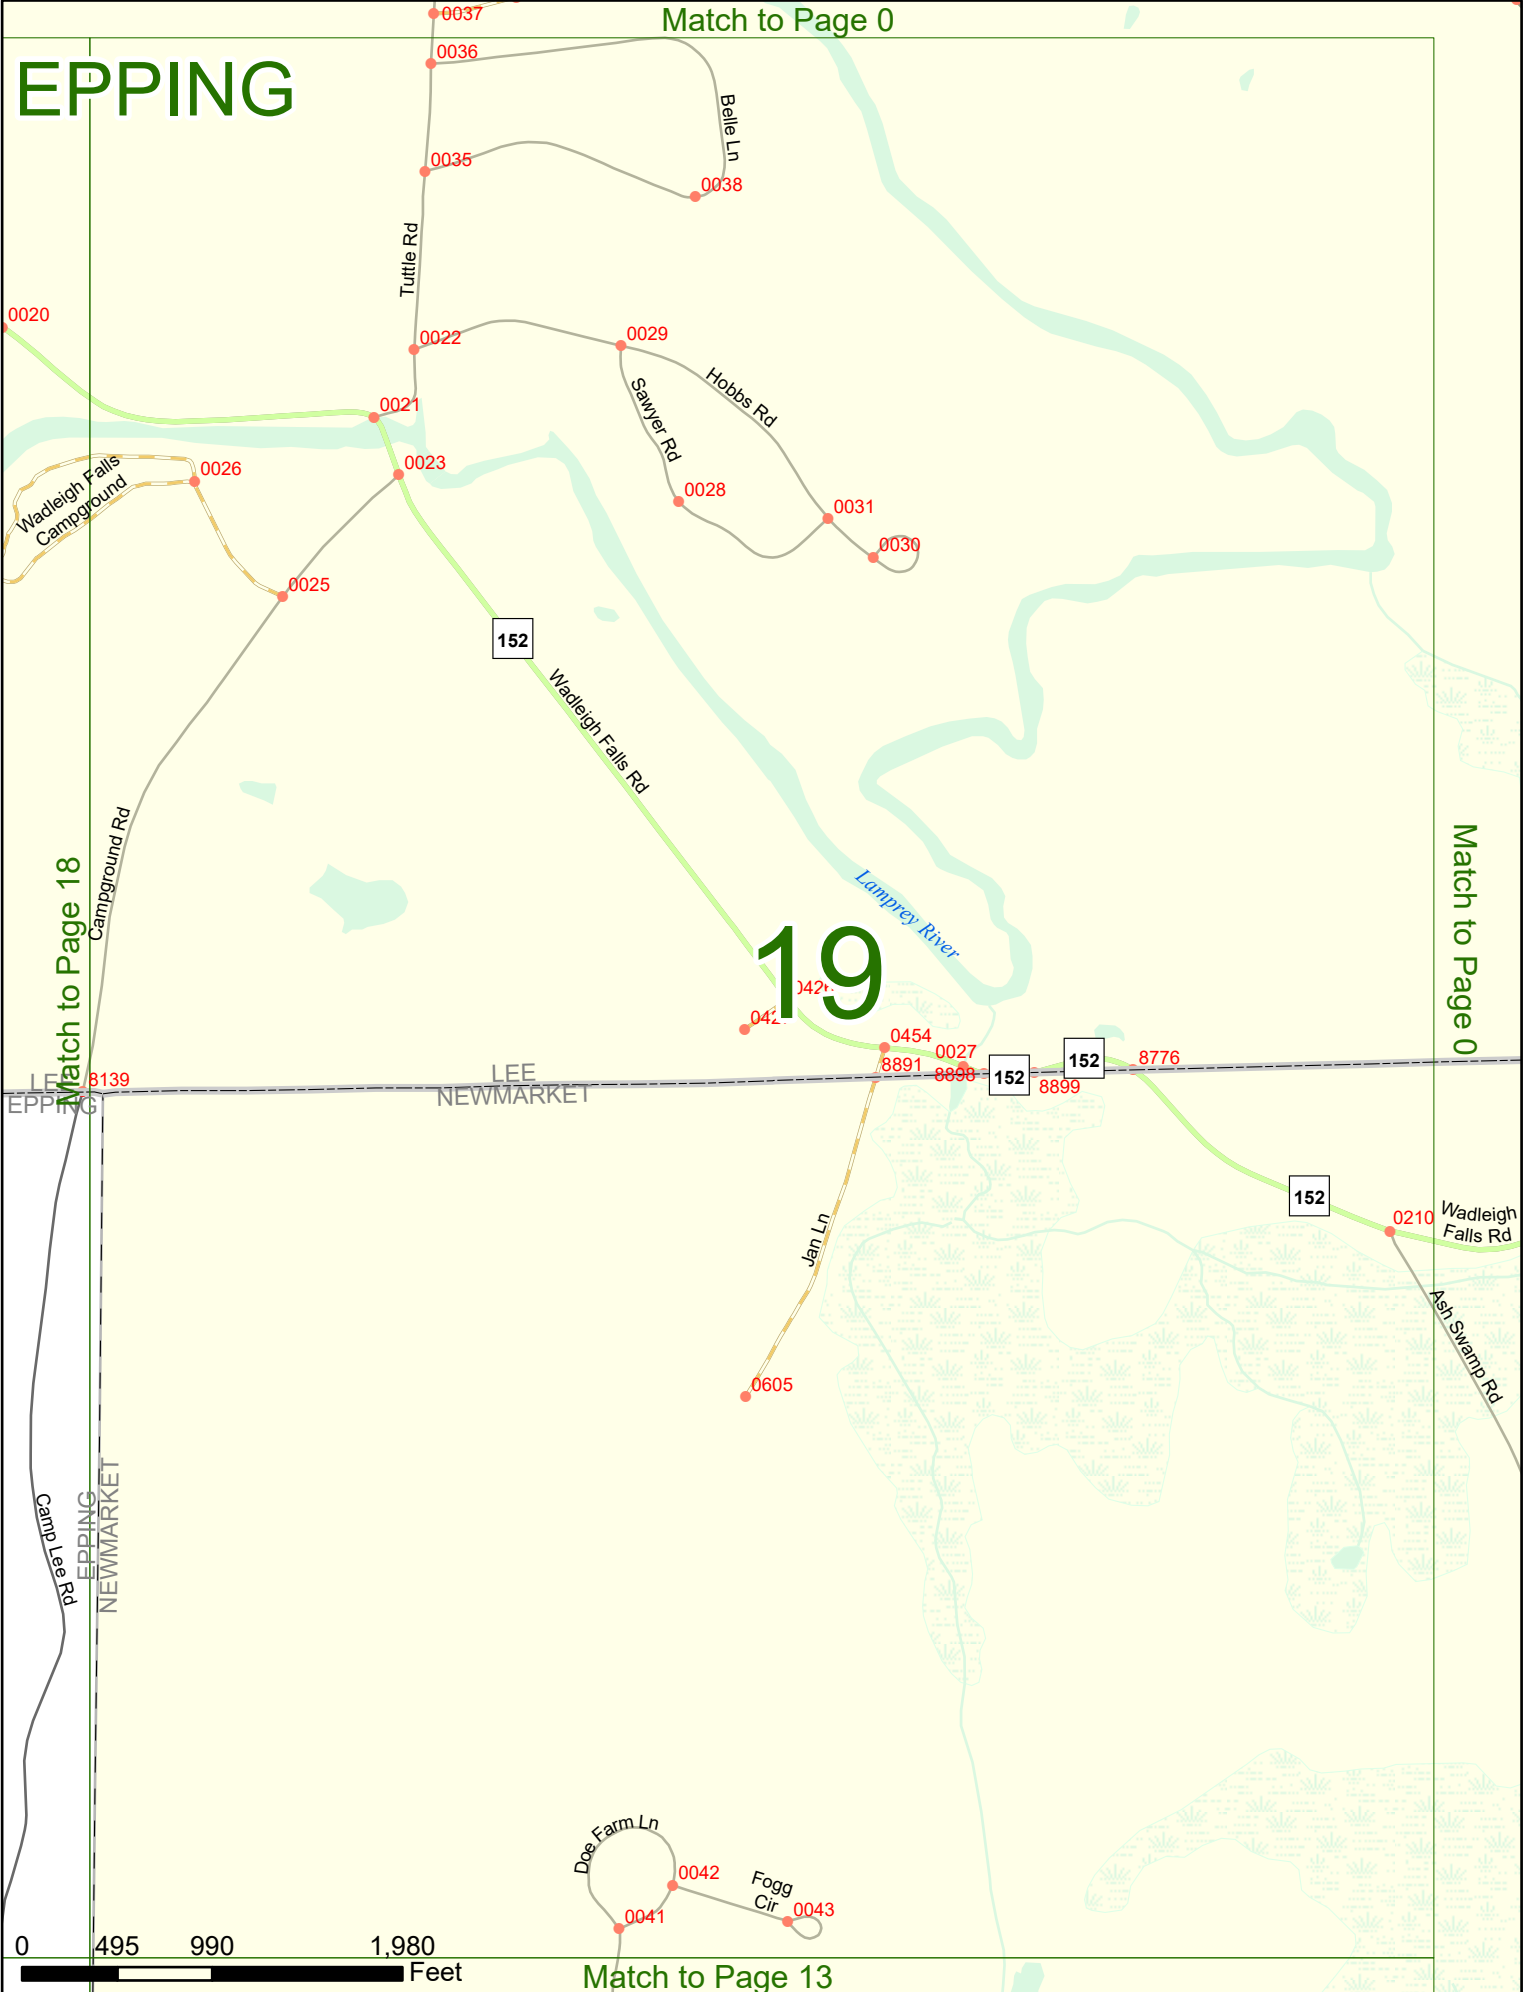 Match to Page 0
0037
0036
EPPING
Belle Ln
0035
0038
Tuttle Rd
0020
0022
0029
Hobbs Rd
Sawyer Rd
0021
0023
0026
Wadleigh Falls
Campground
0028
0031
0030
0025
152
Wadleigh Falls Rd
Campground Rd
Match to Page 18
Match to Page 0
Lamprey River
19
0454
0027
152
8776
8891
8898
152
8899
8139
LEE
NEWMARKET
EPPING
152
0210
Wadleigh
Falls Rd
Jan Ln
Ash Swamp Rd
0605
EPPING
NEWMARKET
Camp Lee Rd
Doe Farm Ln
0042
Fogg
Cir
0043
0041
0 495 990 1,980
Feet
Match to Page 13